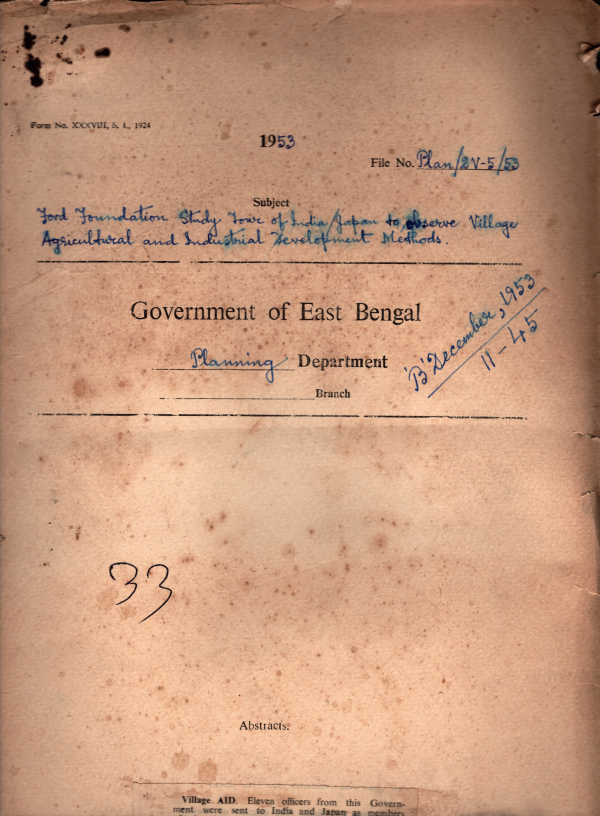 Form No. XXXVIII, S. I., 1924
1953
File No. Plan/2V-5/53
Subject
Ford Foundation Study Tour of India/Japan to observe Village
Agricultural and Industrial Development Methods.
Government of East Bengal
Planning Department
Branch
'B' December, 1953
11-45
33
Abstracts.
Village AID. Eleven officers from this Govern-
ment were sent to India and Japan as members